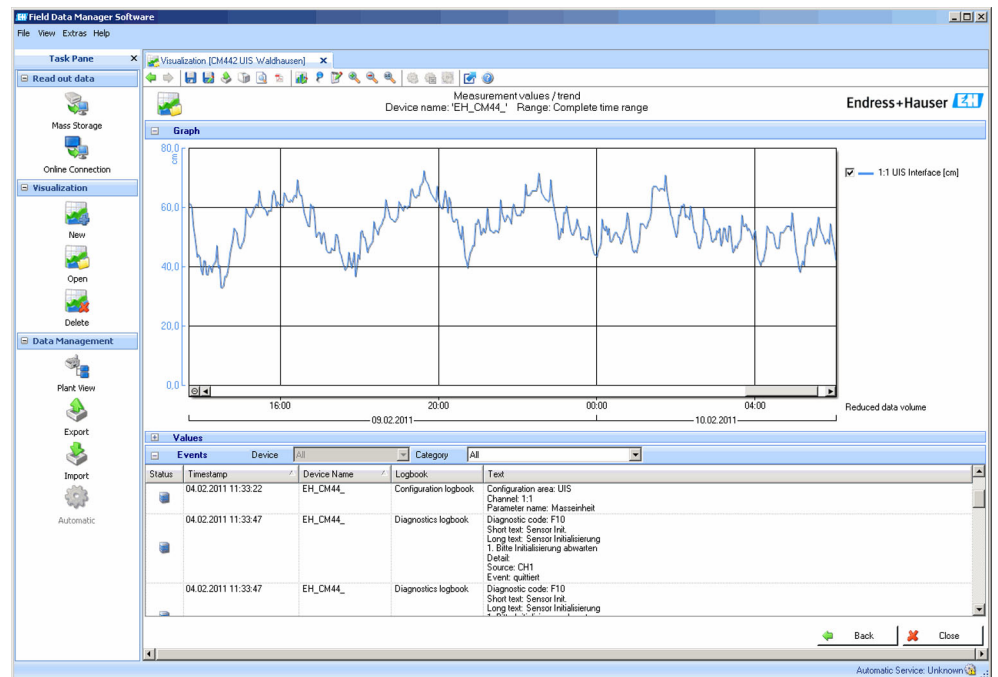 Field Data Manager Software
File View Extras Help
Task Pane
Read out data
Mass Storage
Online Connection
Visualization
New
Open
Delete
Data Management
Plant View
Export
Import
Automatic
Visualization [CM442 UIS Waldhausen]
Measurement values / trend
Device name: 'EH_CM44_' Range: Complete time range
Endress+Hauser EH
Graph
80,0
cm
60,0
40,0
20,0
0,0
1:1 UIS Interface [cm]
16:00 20:00 00:00 04:00
09.02.2011 10.02.2011
Reduced data volume
Values
Events Device All Category All
Status Timestamp Device Name Logbook Text
04.02.2011 11:33:22 EH_CM44_ Configuration logbook Configuration area: UIS
Channel: 1:1
Parameter name: Masseinheit
04.02.2011 11:33:47 EH_CM44_ Diagnostics logbook Diagnostic code: F10
Short text: Sensor Init.
Long text: Sensor Initialisierung
1. Bitte Initialisierung abwarten
Detail:
Source: CH1
Event: quittiert
04.02.2011 11:33:47 EH_CM44_ Diagnostics logbook Diagnostic code: F10
Short text: Sensor Init.
Long text: Sensor Initialisierung
Back Close
Automatic Service: Unknown